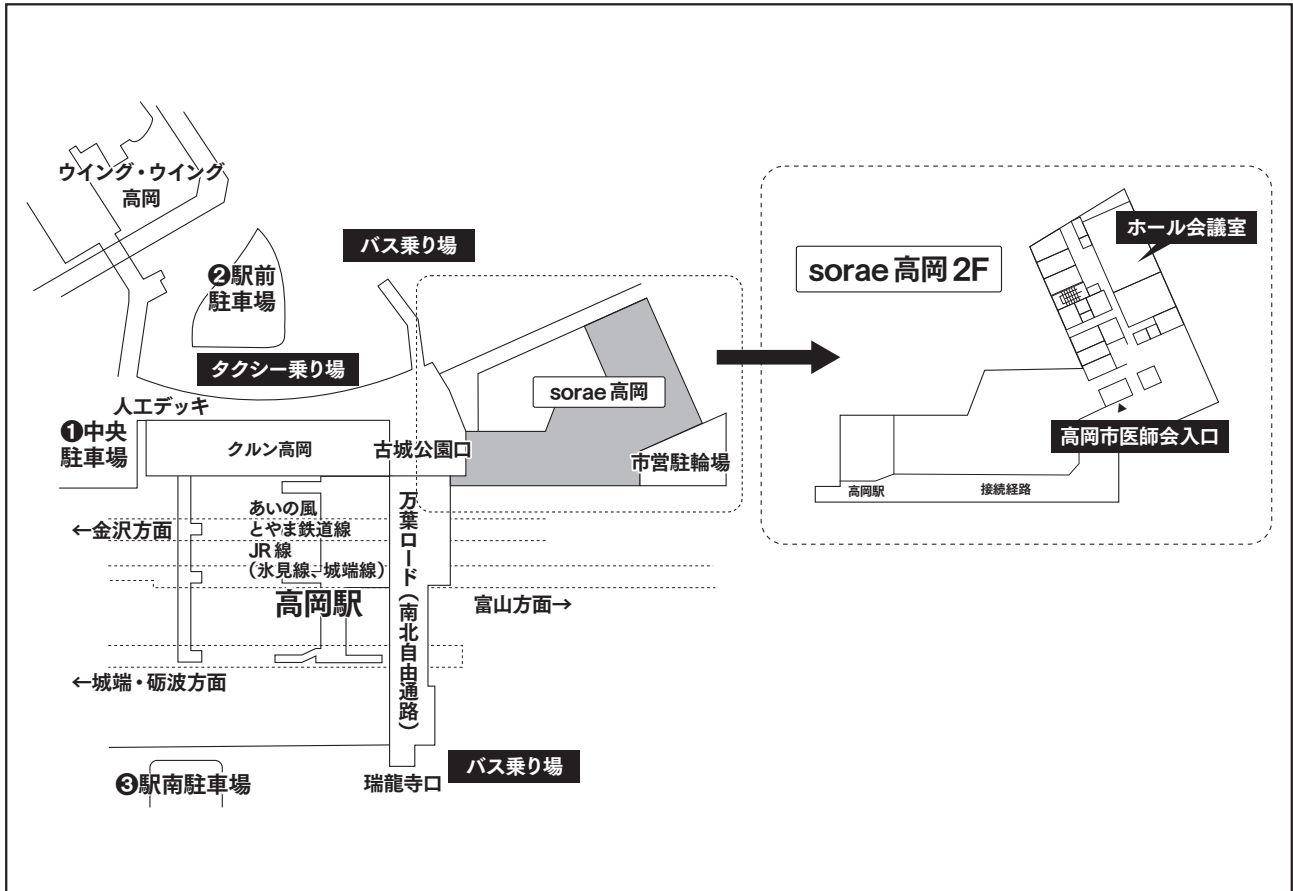 ウイング・ウイング
高岡
❷駅前
駐車場
バス乗り場
タクシー乗り場
人工デッキ
❶中央
駐車場
クルン高岡
古城公園口
sorae高岡
市営駐輪場
←金沢方面
あいの風
とやま鉄道線
JR線
(氷見線、城端線)
高岡駅
万葉ロード(南北自由通路)
富山方面→
←城端・砺波方面
❸駅南駐車場
瑞龍寺口
バス乗り場
sorae高岡2F
ホール会議室
高岡市医師会入口
高岡駅
接続経路